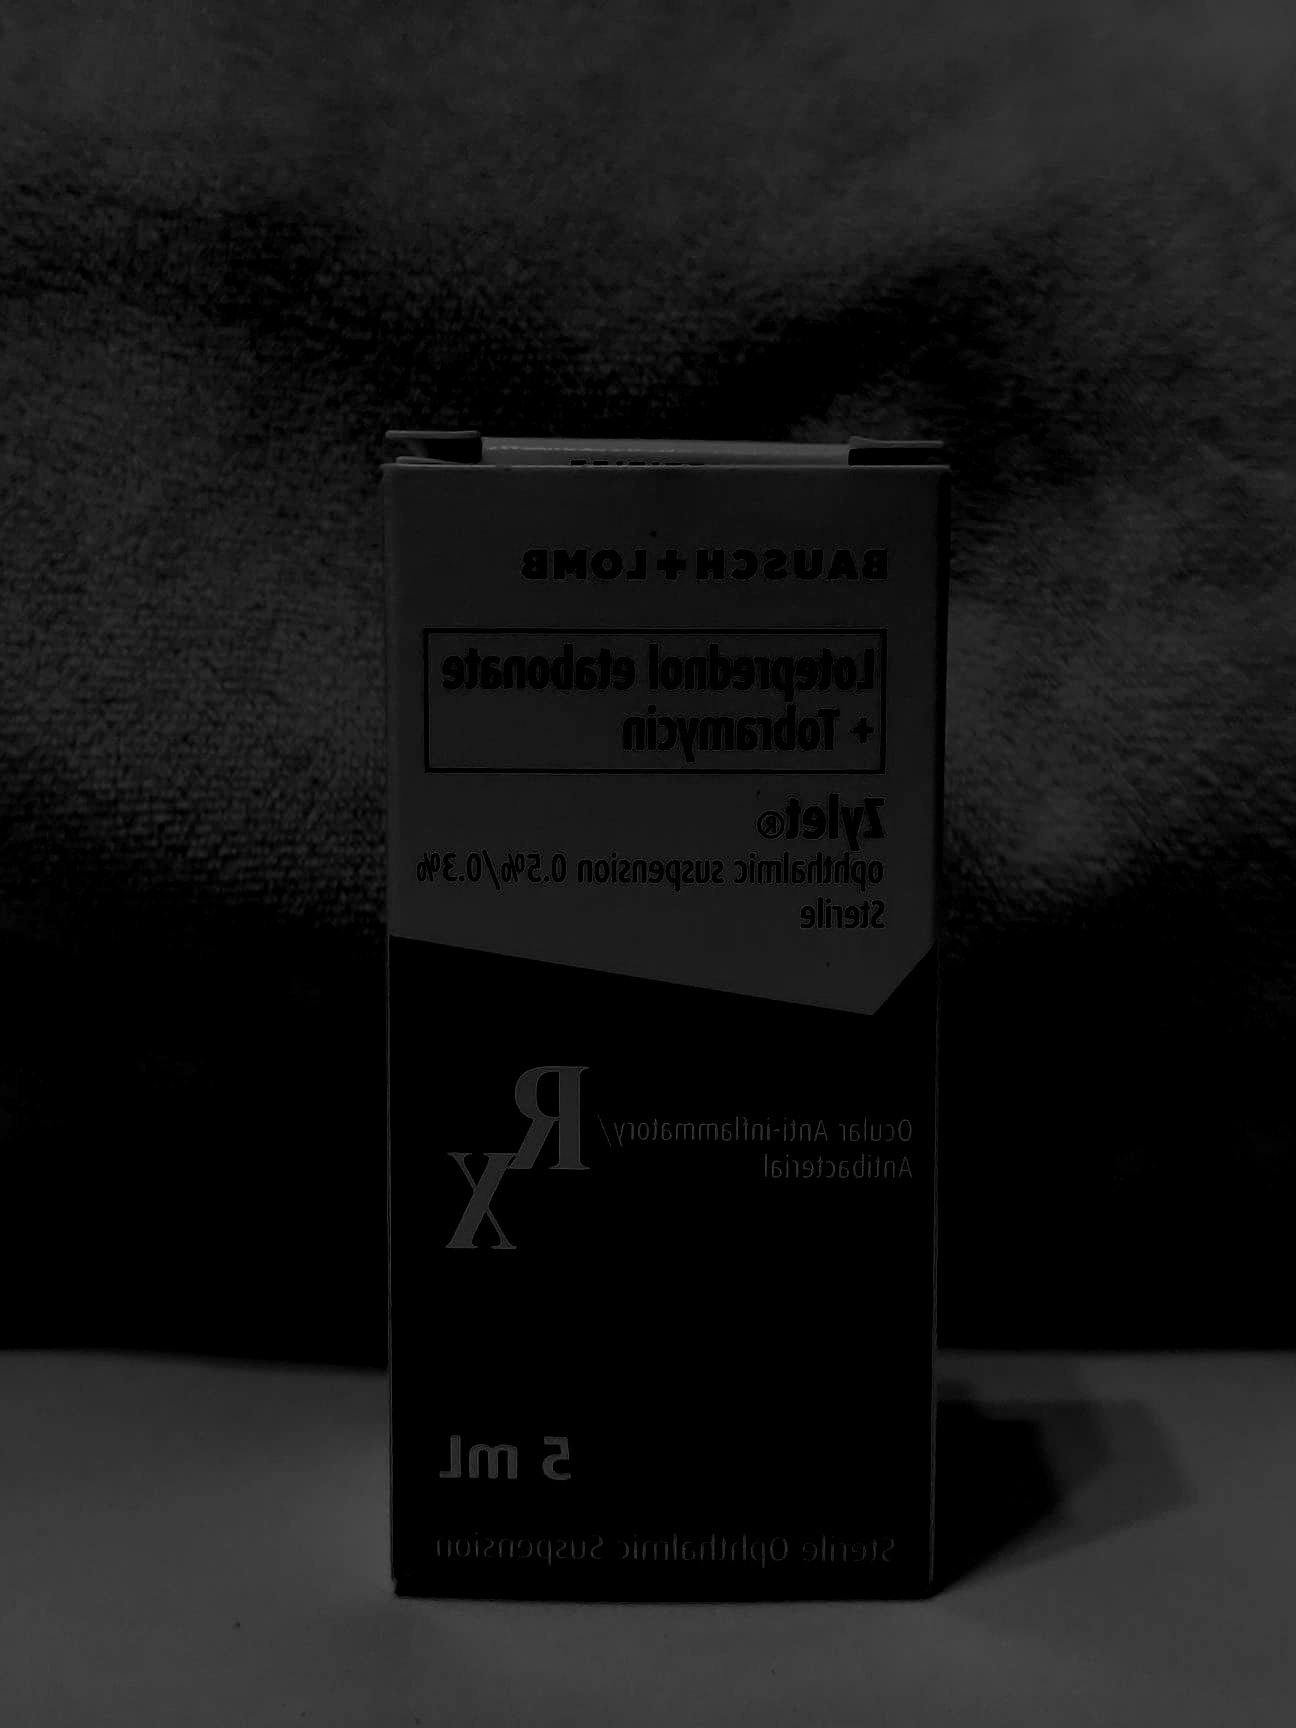 BAUSCH + LOMB
Loteprednol etabonate
+ Tobramycin
Zylet®
ophthalmic suspension 0.5%/0.3%
Sterile
Ocular Anti-inflammatory/
Antibacterial
Rx
5 mL
Sterile Ophthalmic Suspension